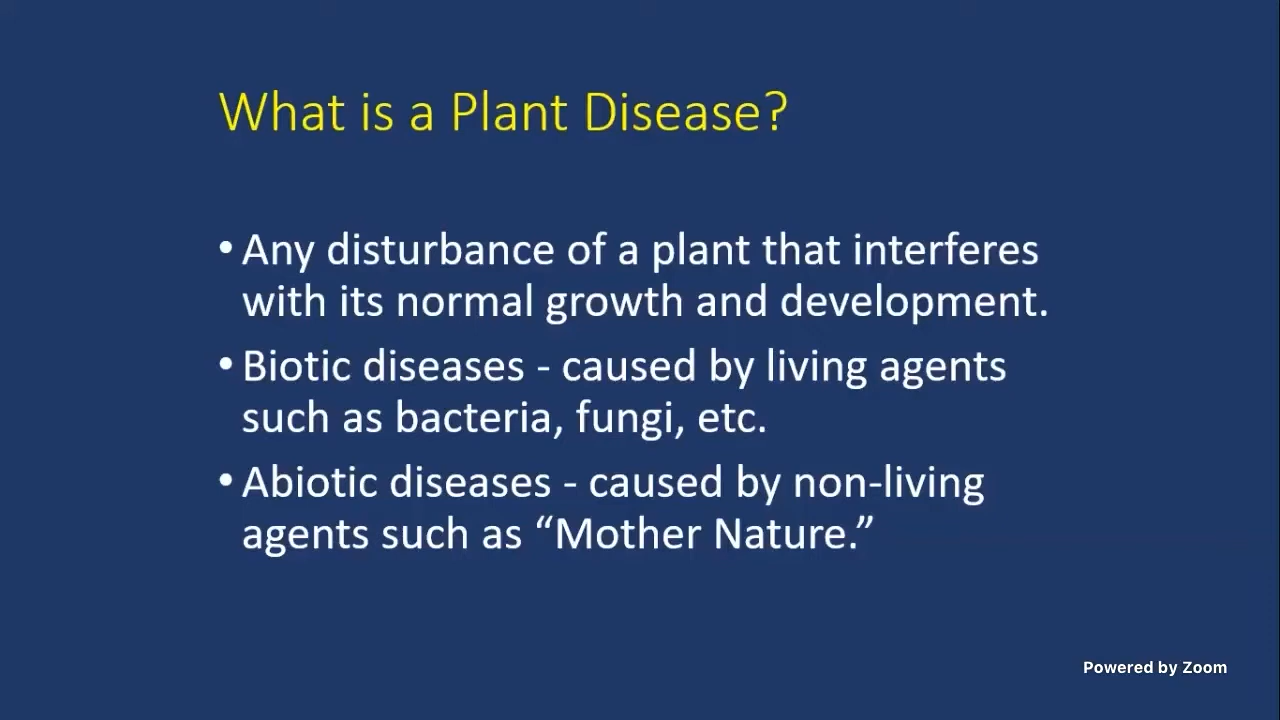 What is a Plant Disease?
• Any disturbance of a plant that interferes
with its normal growth and development.
• Biotic diseases - caused by living agents
such as bacteria, fungi, etc.
• Abiotic diseases - caused by non-living
agents such as “Mother Nature.”
Powered by Zoom